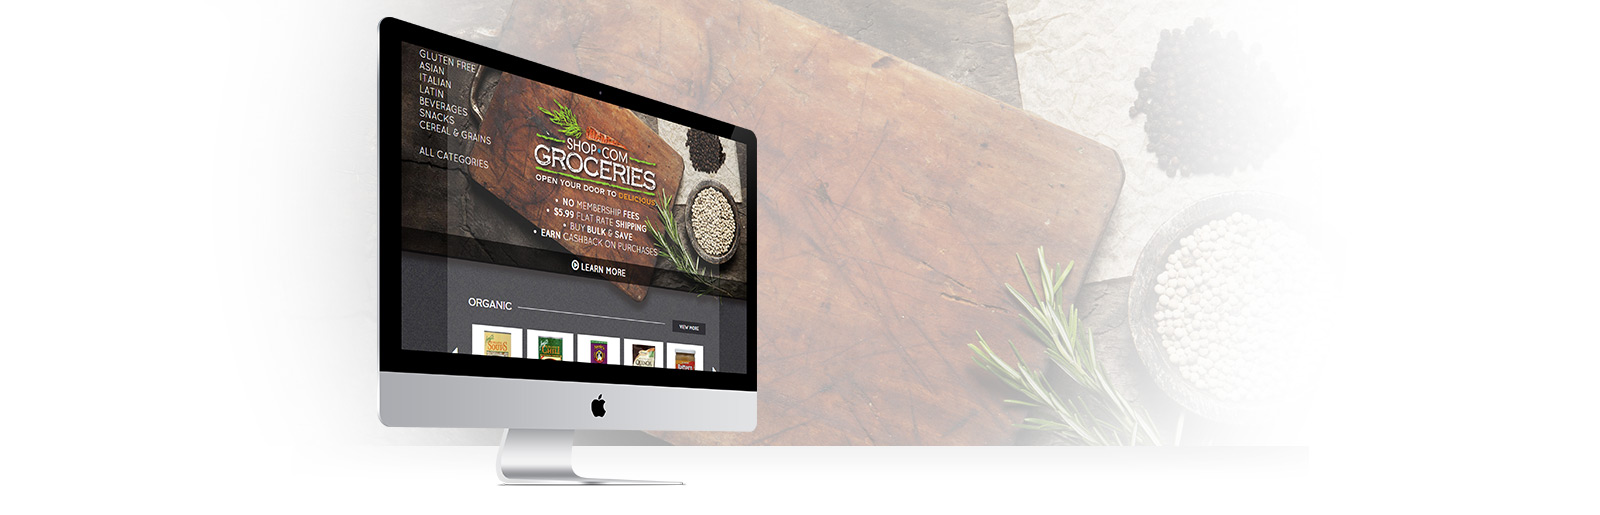 GLUTEN FREE
ASIAN
ITALIAN
LATIN
BEVERAGES
SNACKS
CEREAL & GRAINS
ALL CATEGORIES
SHOP.COM
GROCERIES
OPEN YOUR DOOR TO DELICIOUS
• NO MEMBERSHIP FEES
• $5.99 FLAT RATE SHIPPING
• BUY BULK & SAVE
• EARN CASHBACK ON PURCHASES
LEARN MORE
ORGANIC
VIEW MORE
CHILI